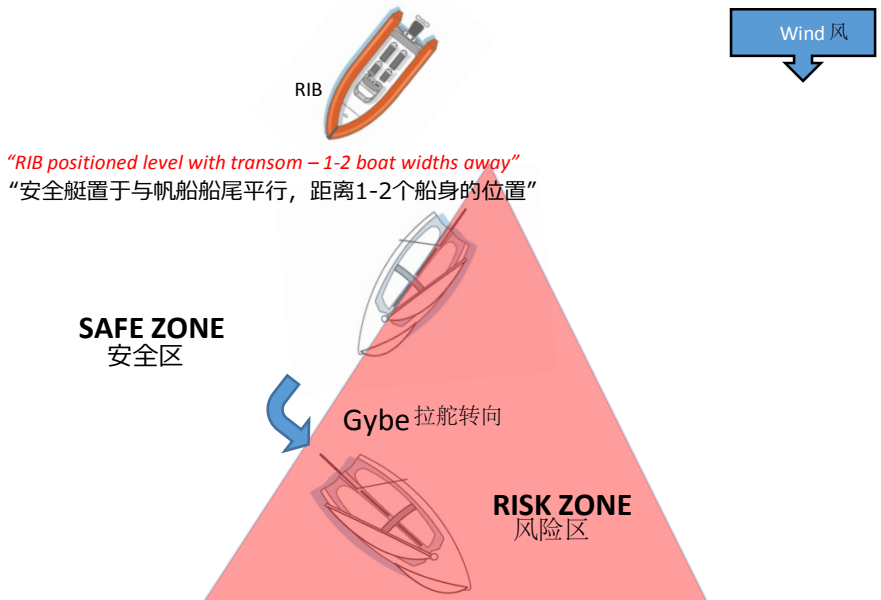 Wind 风
RIB
“RIB positioned level with transom – 1-2 boat widths away”
“安全艇置于与帆船船尾平行，距离1-2个船身的位置”
SAFE ZONE
安全区
Gybe 拉舵转向
RISK ZONE
风险区